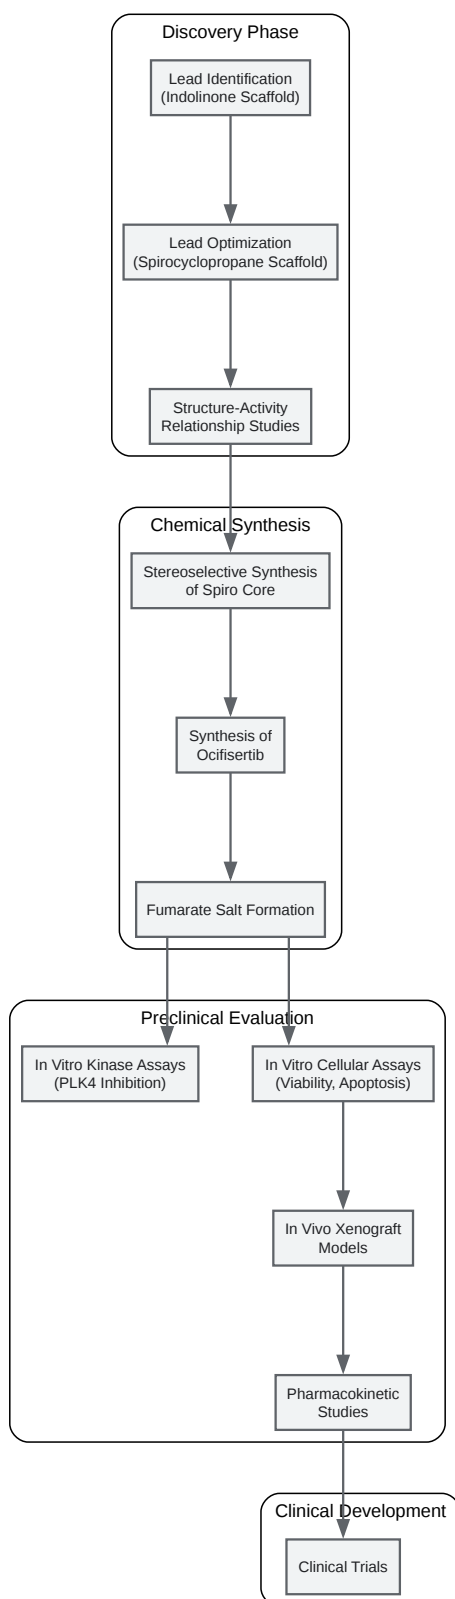 Discovery Phase
Lead Identification
(Indolinone Scaffold)
Lead Optimization
(Spirocyclopropane Scaffold)
Structure-Activity
Relationship Studies
Chemical Synthesis
Stereoselective Synthesis
of Spiro Core
Synthesis of
Ocifisertib
Fumarate Salt Formation
Preclinical Evaluation
In Vitro Kinase Assays
(PLK4 Inhibition)
In Vitro Cellular Assays
(Viability, Apoptosis)
In Vivo Xenograft
Models
Pharmacokinetic
Studies
Clinical Development
Clinical Trials